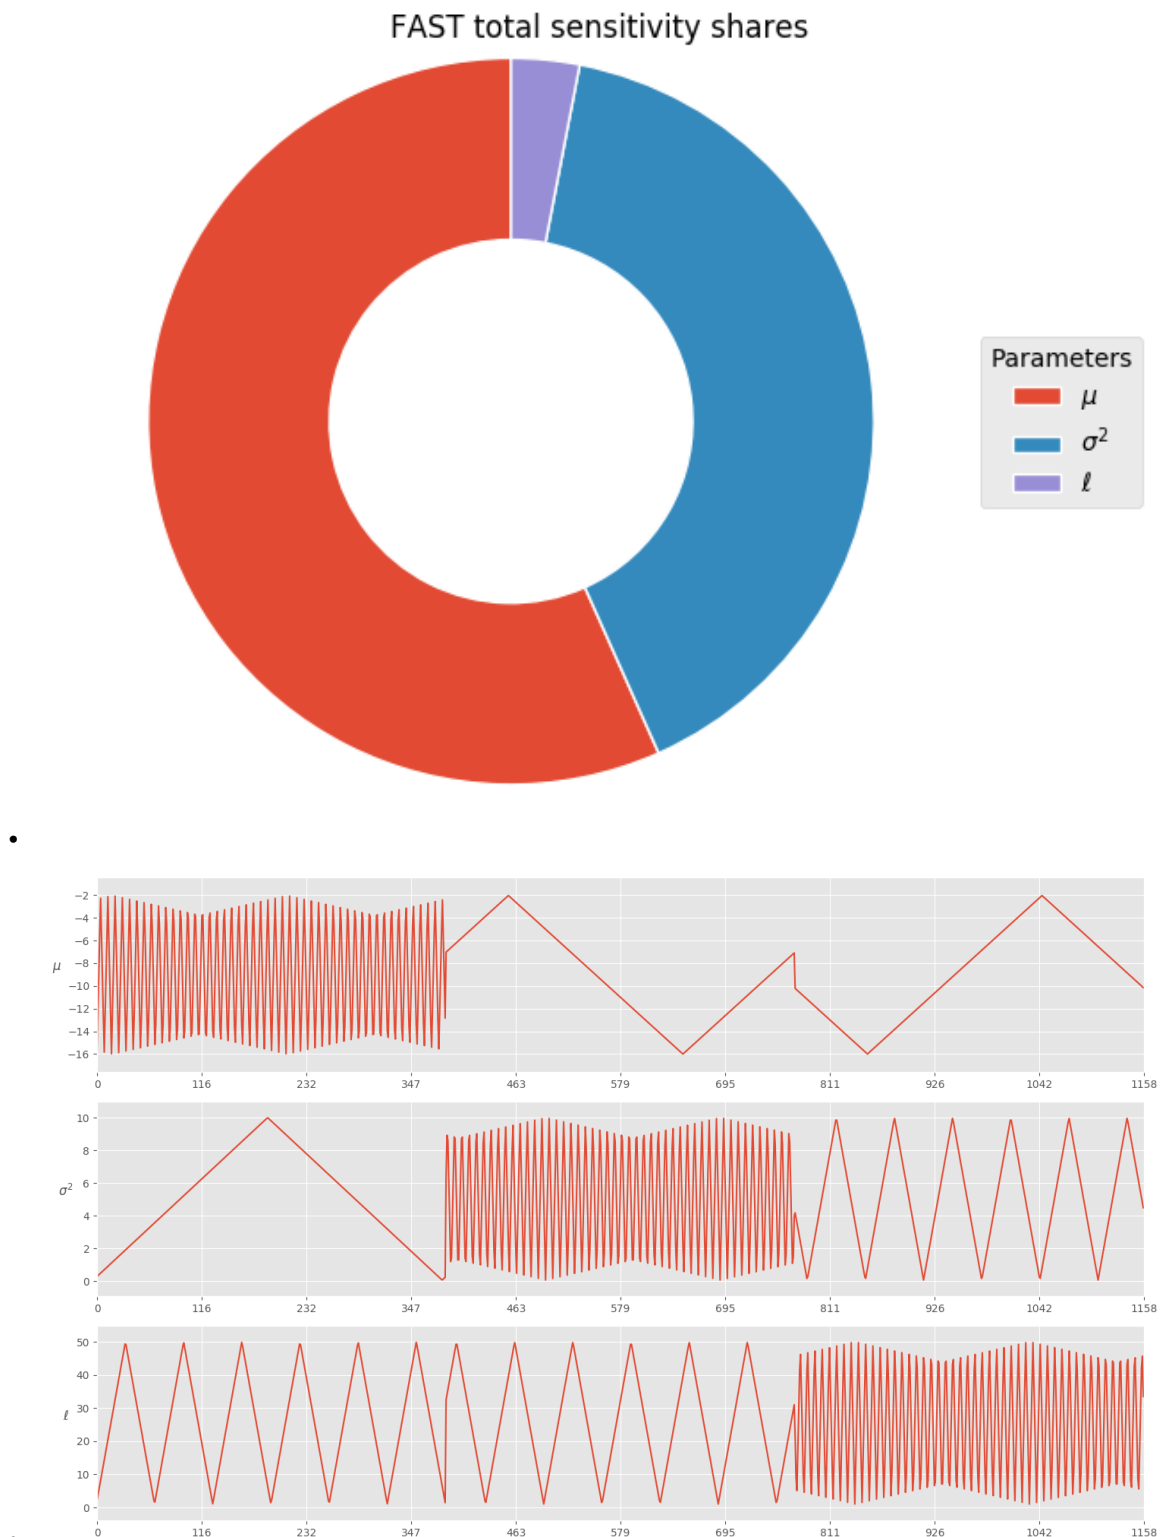 FAST total sensitivity shares
Parameters
μ
σ²
ℓ
−2
−4
−6
−8
−10
−12
−14
−16
μ
0 116 232 347 463 579 695 811 926 1042 1158
10
8
6
4
2
0
σ²
0 116 232 347 463 579 695 811 926 1042 1158
50
40
30
20
10
0
ℓ
0 116 232 347 463 579 695 811 926 1042 1158